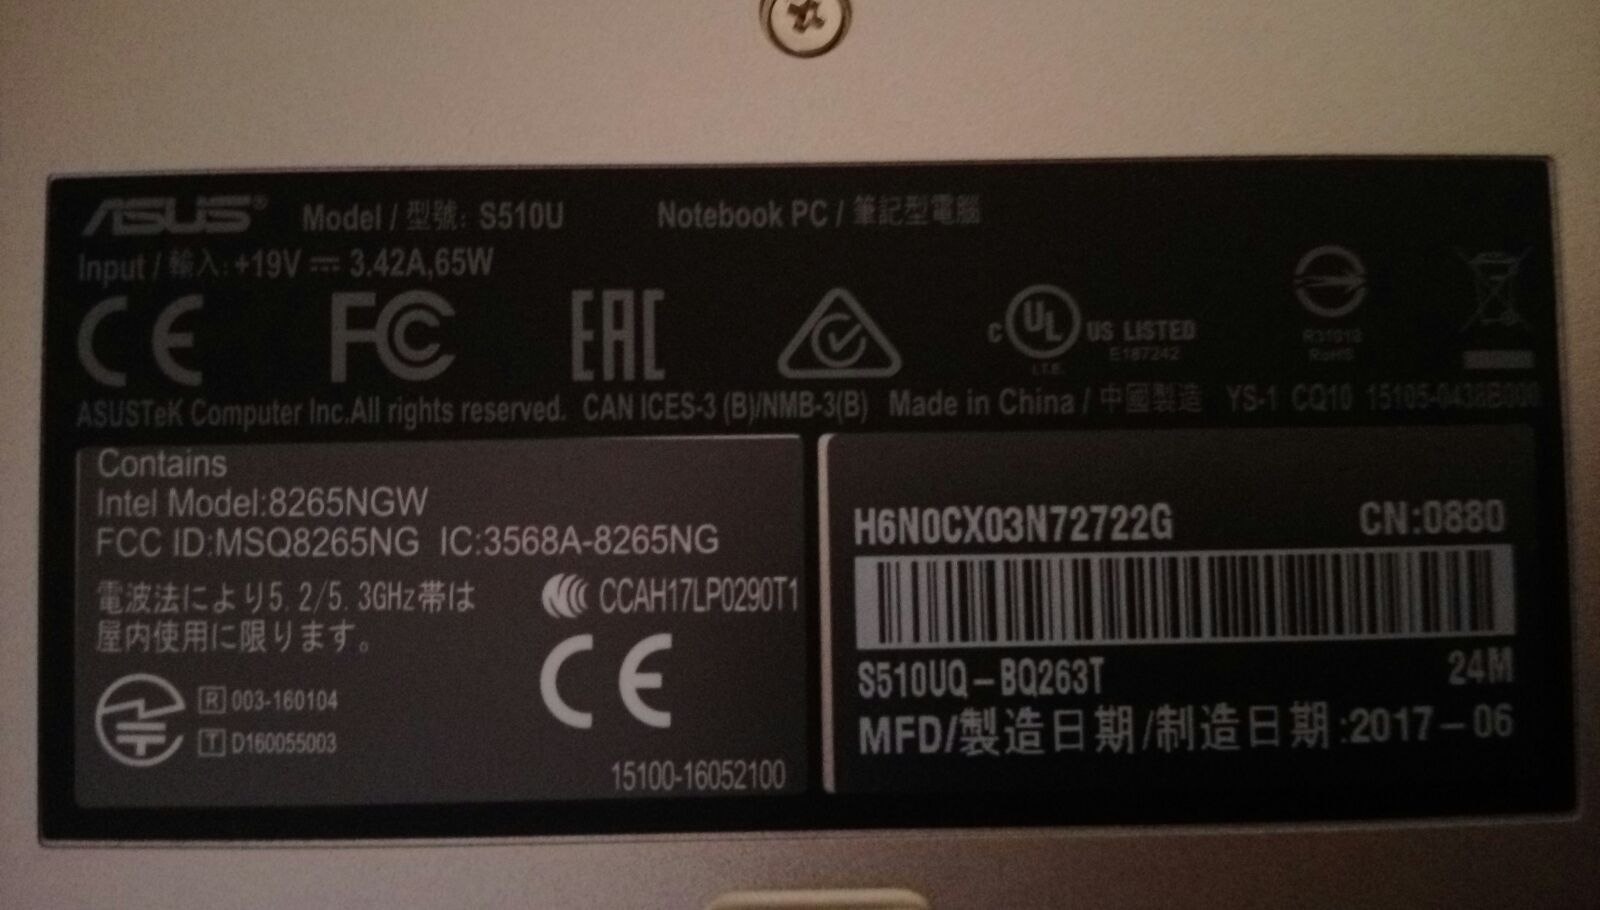 ASUS® Model / 型號: S510U Notebook PC / 筆記型電腦
Input / 輸入: +19V ⎓ 3.42A,65W
CE FC EAC
c UL US LISTED
I.T.E. E187242
R31018
RoHS
ASUSTeK Computer Inc.All rights reserved. CAN ICES-3 (B)/NMB-3(B) Made in China / 中國製造 YS-1 CQ10
Contains
Intel Model:8265NGW
FCC ID:MSQ8265NG IC:3568A-8265NG
電波法により5.2/5.3GHz帯は
屋内使用に限ります。
CCAH17LP0290T1
CE
R 003-160104
T D160055003
15100-16052100
H6N0CX03N72722G CN:0880
S510UQ-BQ263T 24M
MFD/製造日期/制造日期:2017-06